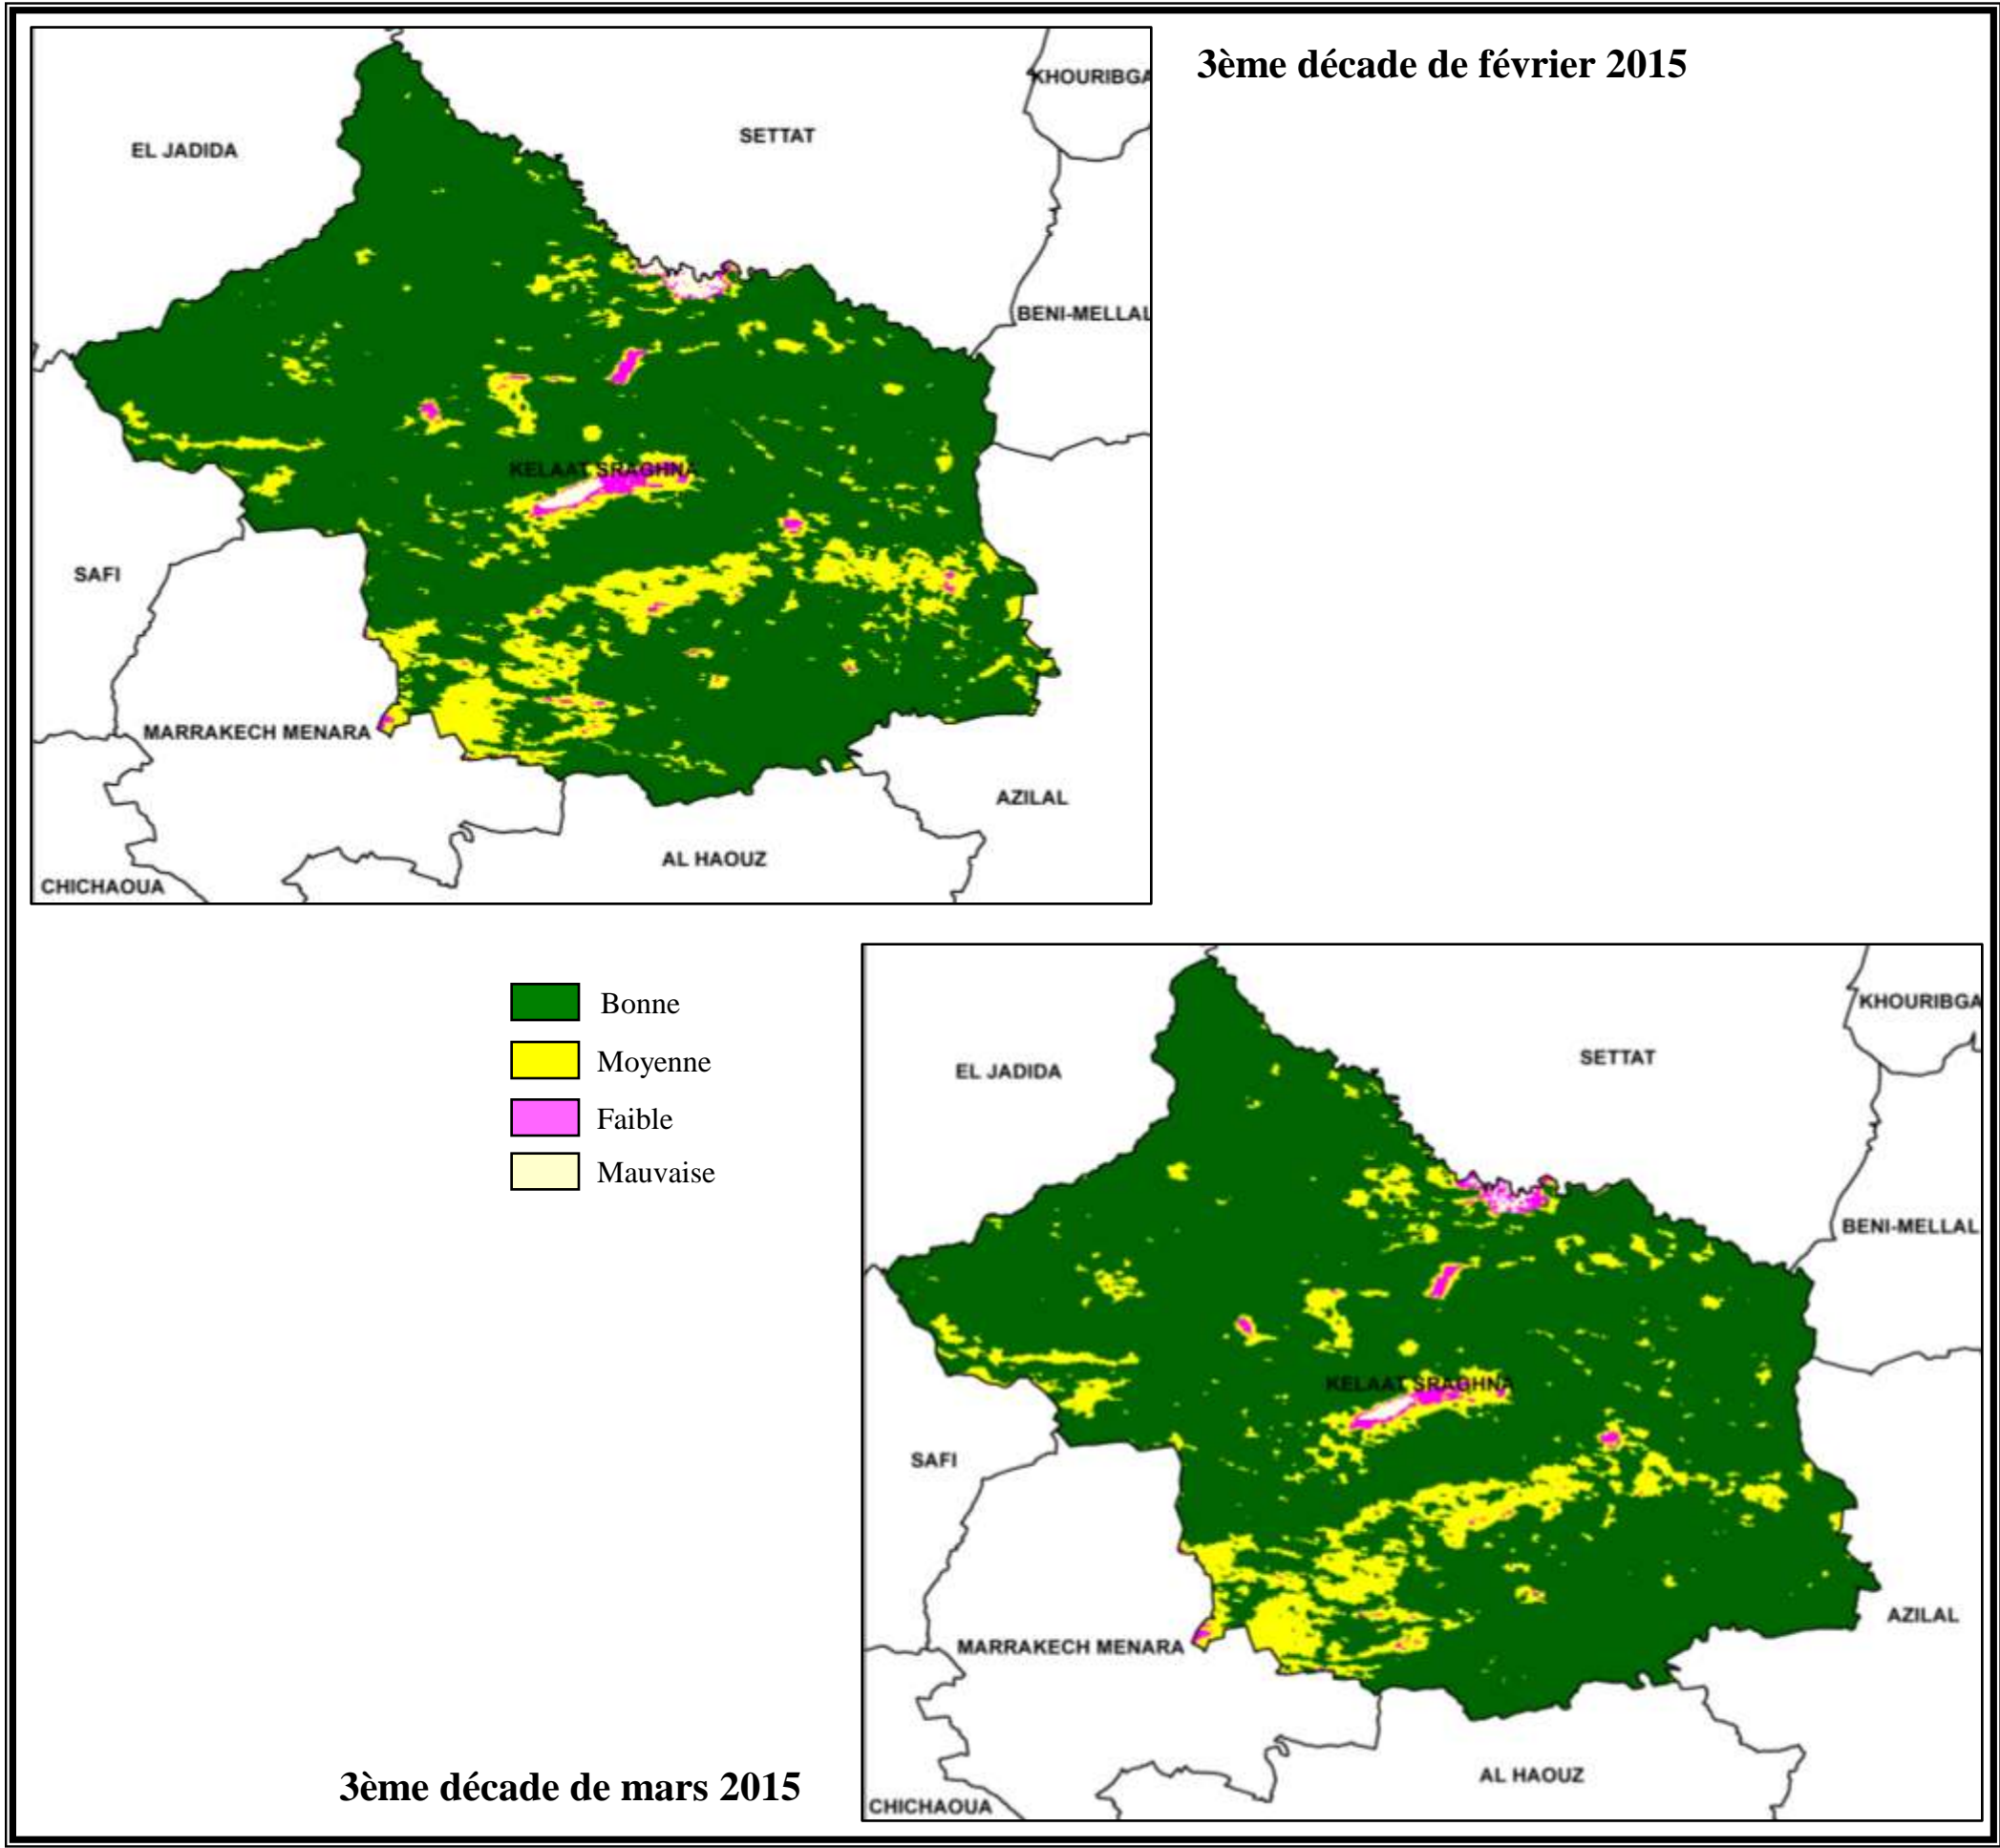 3ème décade de février 2015
KHOURIBGA
SETTAT
EL JADIDA
BENI-MELLAL
KELAAT SRAGHNA
SAFI
MARRAKECH MENARA
AZILAL
AL HAOUZ
CHICHAOUA
Bonne
Moyenne
Faible
Mauvaise
KHOURIBGA
SETTAT
EL JADIDA
BENI-MELLAL
KELAAT SRAGHNA
SAFI
AZILAL
MARRAKECH MENARA
AL HAOUZ
CHICHAOUA
3ème décade de mars 2015